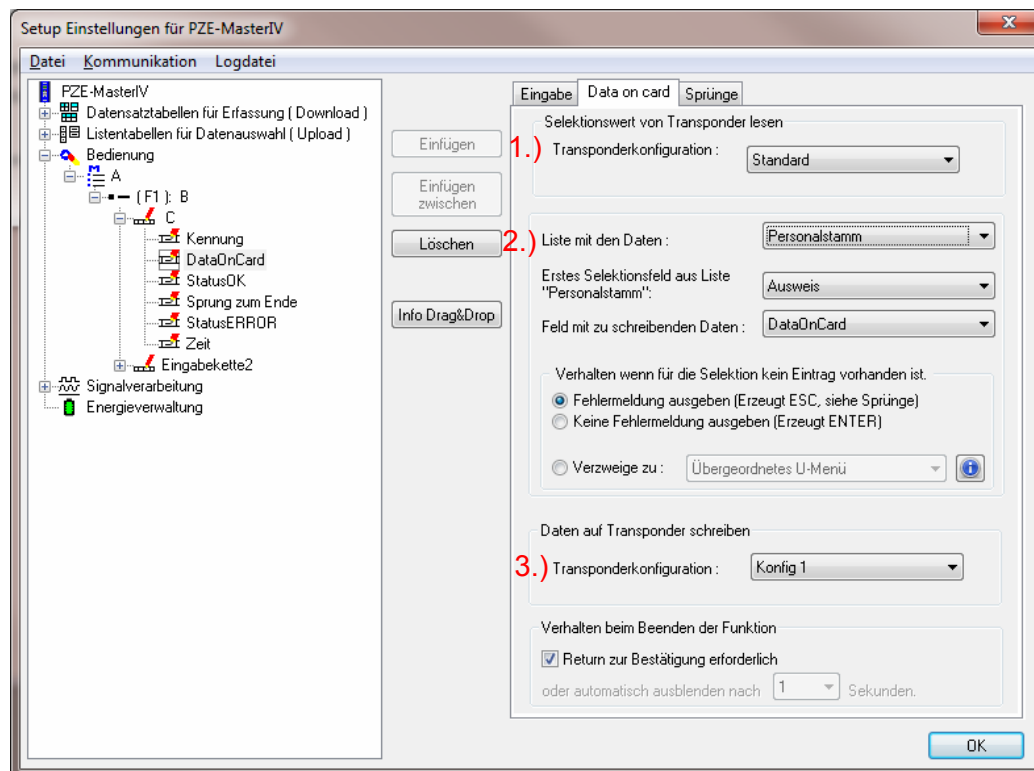 Setup Einstellungen für PZE-MasterIV
Datei Kommunikation Logdatei
PZE-MasterIV
Datensatztabellen für Erfassung ( Download )
Listentabellen für Datenauswahl ( Upload )
Bedienung
A
( F1 ): B
C
Kennung
DataOnCard
StatusOK
Sprung zum Ende
StatusERROR
Zeit
Eingabekette2
Signalverarbeitung
Energieverwaltung
Einfügen
Einfügen
zwischen
Löschen
Info Drag&Drop
Eingabe Data on card Sprünge
Selektionswert von Transponder lesen
1.) Transponderkonfiguration : Standard
2.) Liste mit den Daten : Personalstamm
Erstes Selektionsfeld aus Liste
"Personalstamm": Ausweis
Feld mit zu schreibenden Daten : DataOnCard
Verhalten wenn für die Selektion kein Eintrag vorhanden ist.
Fehlermeldung ausgeben (Erzeugt ESC, siehe Sprünge)
Keine Fehlermeldung ausgeben (Erzeugt ENTER)
Verzweige zu : Übergeordnetes U-Menü
Daten auf Transponder schreiben
3.) Transponderkonfiguration : Konfig 1
Verhalten beim Beenden der Funktion
Return zur Bestätigung erforderlich
oder automatisch ausblenden nach 1 Sekunden.
OK